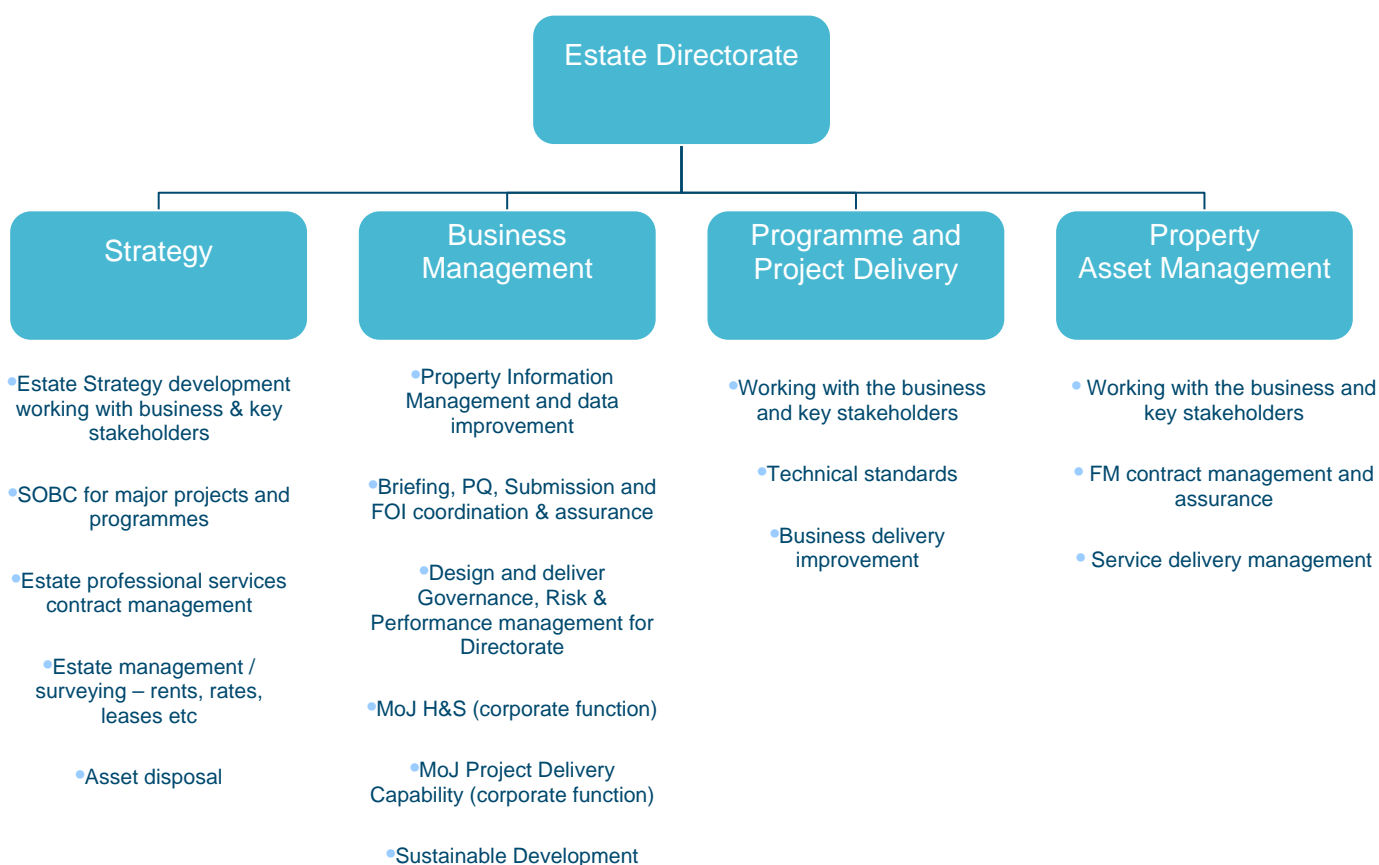 Estate Directorate
Strategy
Business
Management
Programme and
Project Delivery
Property
Asset Management
•Estate Strategy development
working with business & key
stakeholders
•SOBC for major projects and
programmes
•Estate professional services
contract management
•Estate management /
surveying – rents, rates,
leases etc
•Asset disposal
•Property Information
Management and data
improvement
•Briefing, PQ, Submission and
FOI coordination & assurance
•Design and deliver
Governance, Risk &
Performance management for
Directorate
•MoJ H&S (corporate function)
•MoJ Project Delivery
Capability (corporate function)
•Sustainable Development
•Working with the business
and key stakeholders
•Technical standards
•Business delivery
improvement
• Working with the business and
key stakeholders
• FM contract management and
assurance
• Service delivery management